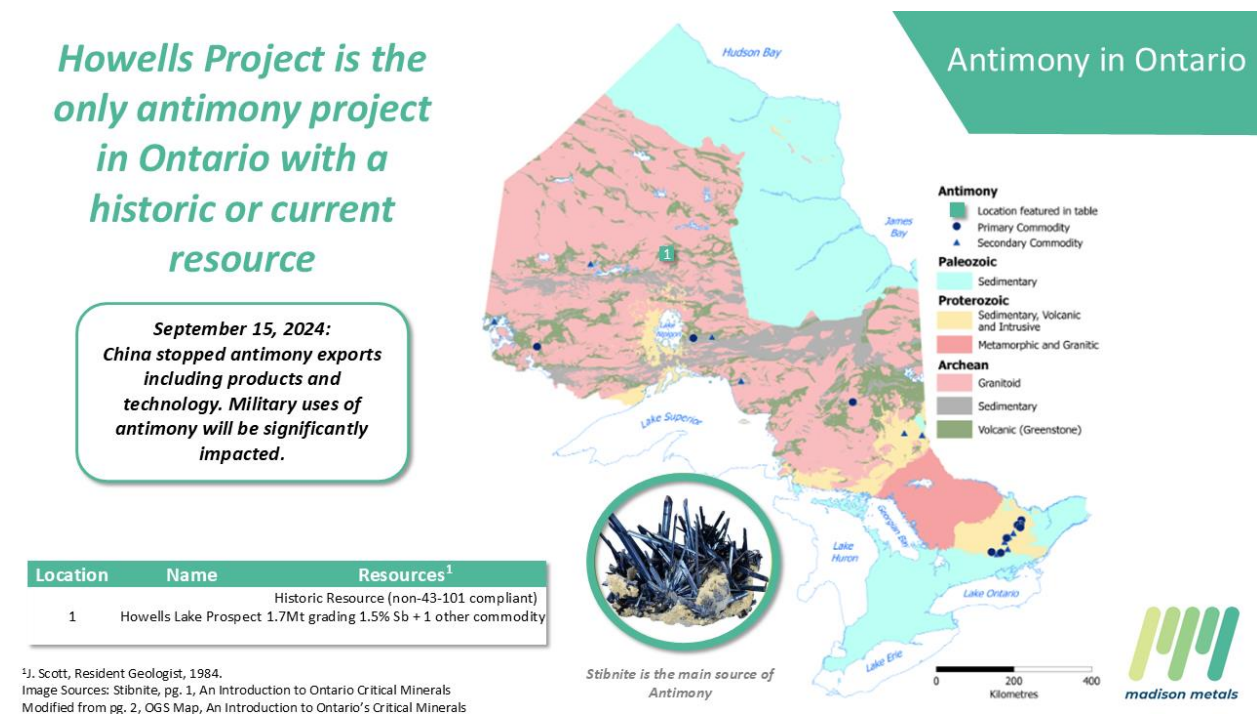 Howells Project is the
only antimony project
in Ontario with a
historic or current
resource
September 15, 2024:
China stopped antimony exports
including products and
technology. Military uses of
antimony will be significantly
impacted.
Location Name Resources1
Historic Resource (non-43-101 compliant)
1 Howells Lake Prospect 1.7Mt grading 1.5% Sb + 1 other commodity
1J. Scott, Resident Geologist, 1984.
Image Sources: Stibnite, pg. 1, An Introduction to Ontario Critical Minerals
Modified from pg. 2, OGS Map, An Introduction to Ontario's Critical Minerals
Antimony in Ontario
Hudson Bay
James
Bay
1
Lake
Nipigon
Lake Superior
Georgian Bay
Lake
Huron
Lake Ontario
Lake Erie
Antimony
Location featured in table
Primary Commodity
Secondary Commodity
Paleozoic
Sedimentary
Proterozoic
Sedimentary, Volcanic
and Intrusive
Metamorphic and Granitic
Archean
Granitoid
Sedimentary
Volcanic (Greenstone)
Stibnite is the main source of
Antimony
0 200 400
Kilometres
madison metals